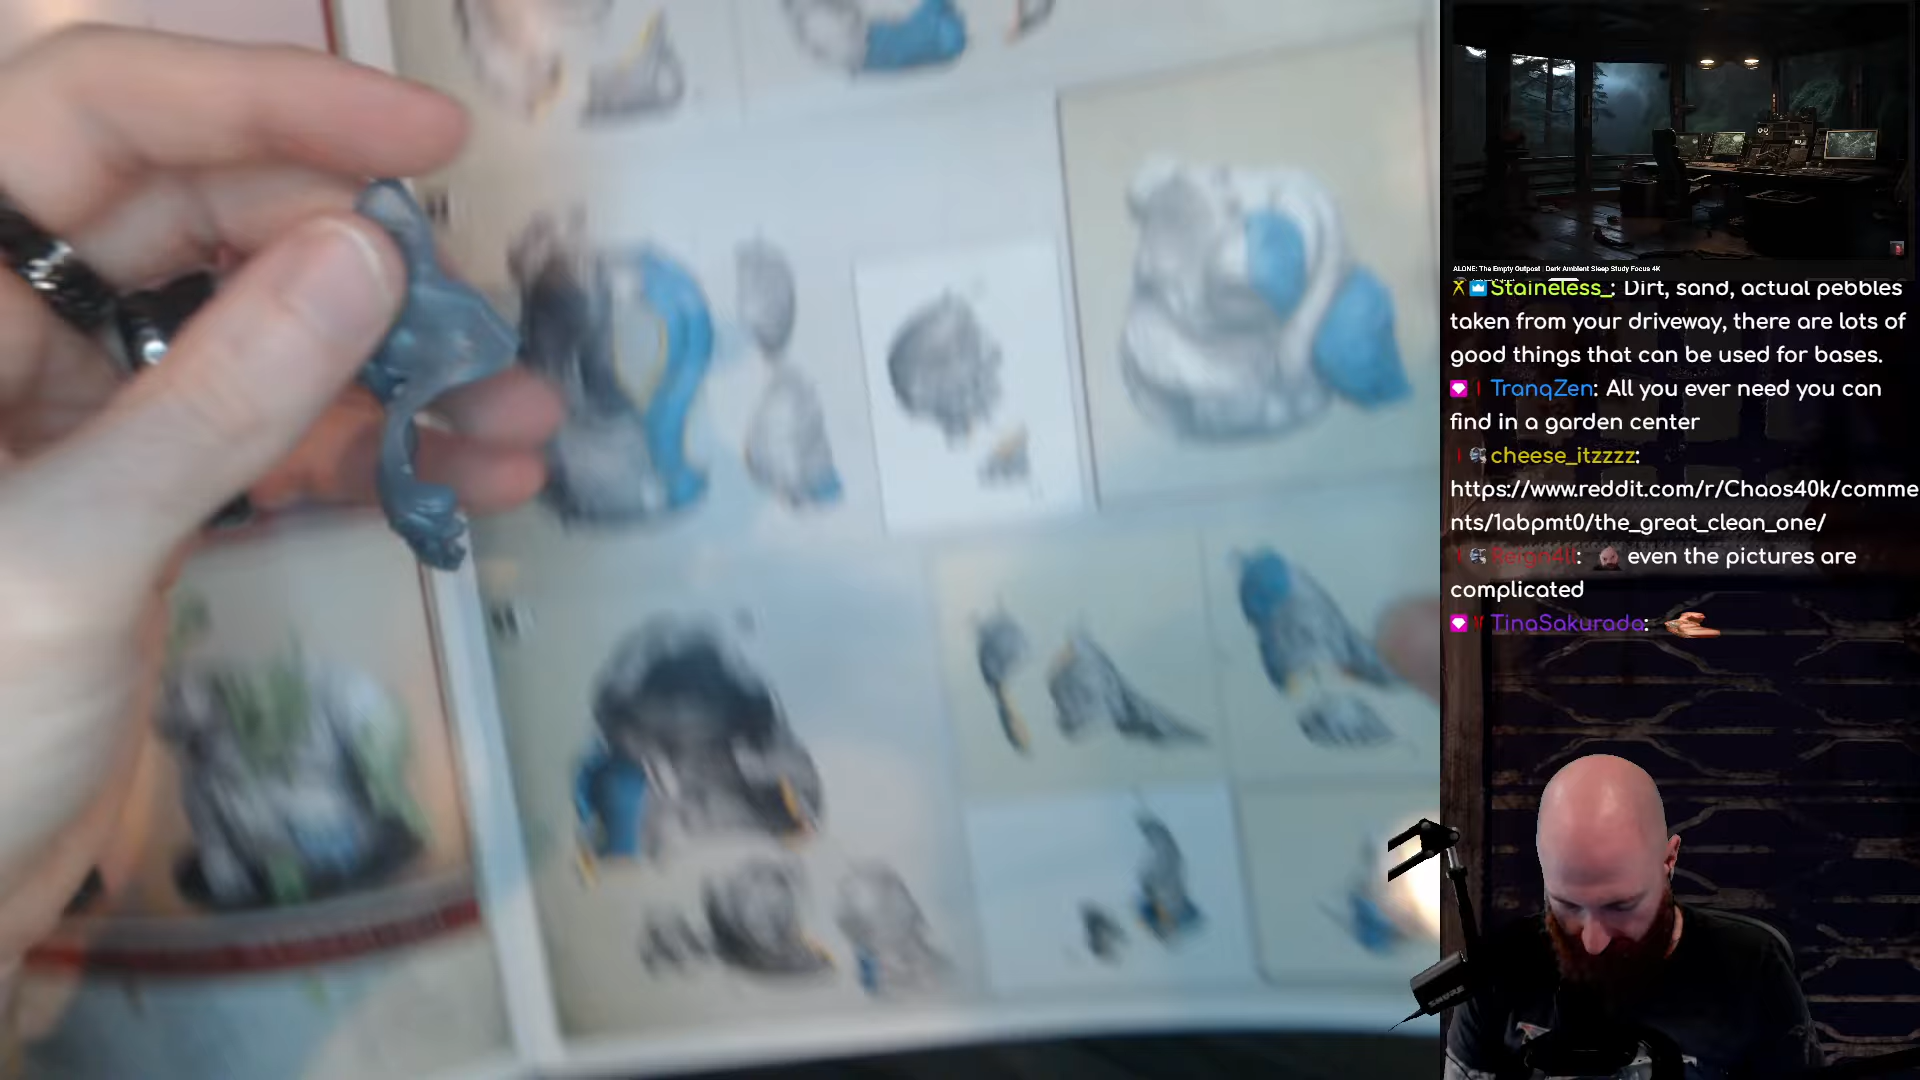 ALONE: The Empty Outpost | Dark Ambient Sleep Study Focus 4K
Staineless_: Dirt, sand, actual pebbles
taken from your driveway, there are lots of
good things that can be used for bases.
TranqZen: All you ever need you can
find in a garden center
cheese_itzzzz:
https://www.reddit.com/r/Chaos40k/comme
nts/1abpmt0/the_great_clean_one/
Reign4ll: even the pictures are
complicated
TinaSakurada:
SHURE